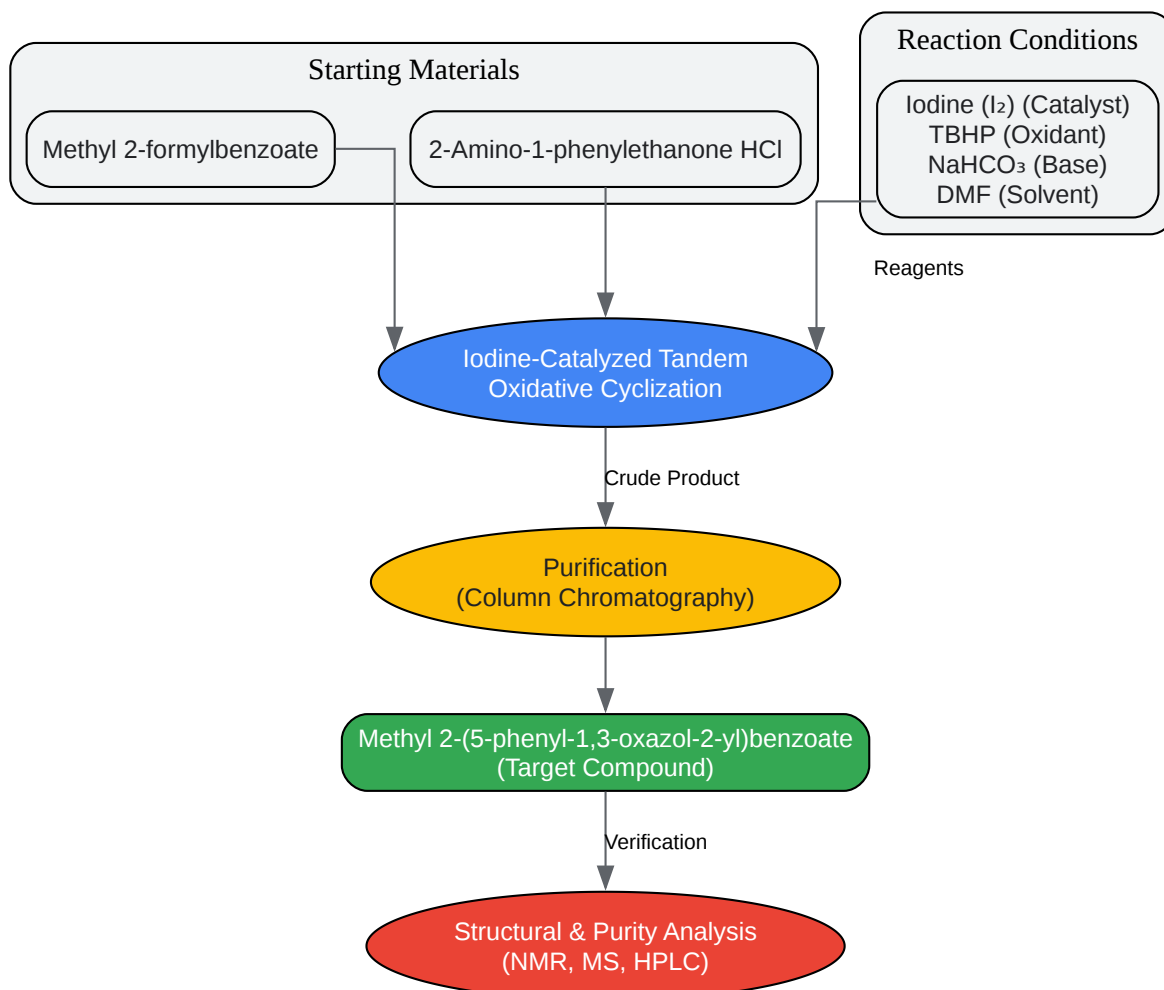 Starting Materials
Methyl 2-formylbenzoate
2-Amino-1-phenylethanone HCl
Reaction Conditions
Iodine (I₂) (Catalyst)
TBHP (Oxidant)
NaHCO₃ (Base)
DMF (Solvent)
Reagents
Iodine-Catalyzed Tandem
Oxidative Cyclization
Crude Product
Purification
(Column Chromatography)
Methyl 2-(5-phenyl-1,3-oxazol-2-yl)benzoate
(Target Compound)
Verification
Structural & Purity Analysis
(NMR, MS, HPLC)